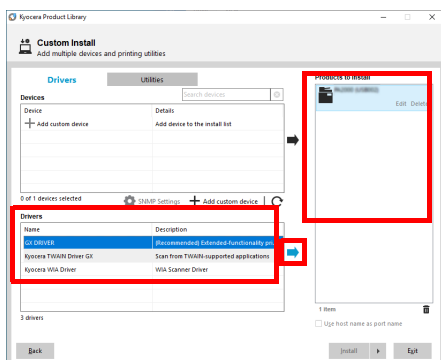 Kyocera Product Library
Custom Install
Add multiple devices and printing utilities
Drivers
Utilities
Products to Install
Devices
Search devices
Device
Details
Add custom device
Add device to the install list
Edit Delete
0 of 1 devices selected
SNMP Settings
Add custom device
Drivers
Name
Description
GX DRIVER
(Recommended) Extended-functionality pri...
Kyocera TWAIN Driver GX
Scan from TWAIN-supported applications
Kyocera WIA Driver
WIA Scanner Driver
3 drivers
1 item
Use host name as port name
Back
Install
Exit